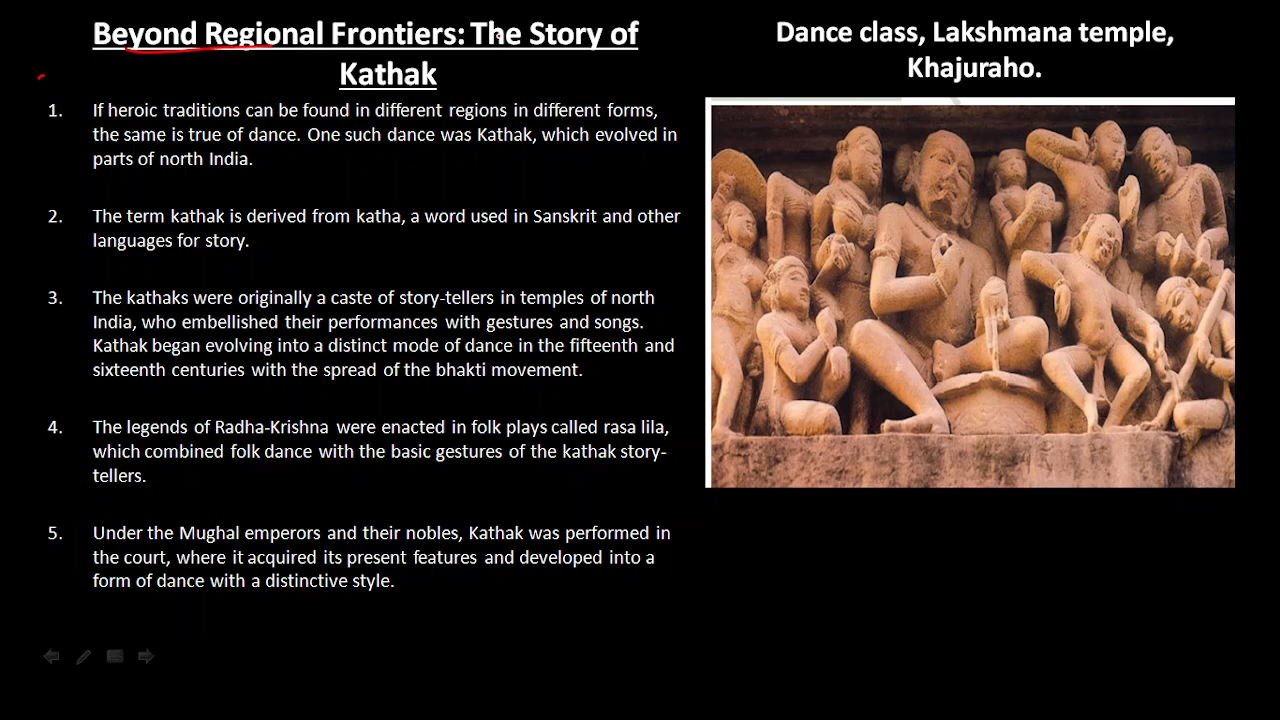 Beyond Regional Frontiers: The Story of
Kathak
1. If heroic traditions can be found in different regions in different forms,
the same is true of dance. One such dance was Kathak, which evolved in
parts of north India.
2. The term kathak is derived from katha, a word used in Sanskrit and other
languages for story.
3. The kathaks were originally a caste of story-tellers in temples of north
India, who embellished their performances with gestures and songs.
Kathak began evolving into a distinct mode of dance in the fifteenth and
sixteenth centuries with the spread of the bhakti movement.
4. The legends of Radha-Krishna were enacted in folk plays called rasa lila,
which combined folk dance with the basic gestures of the kathak story-
tellers.
5. Under the Mughal emperors and their nobles, Kathak was performed in
the court, where it acquired its present features and developed into a
form of dance with a distinctive style.
Dance class, Lakshmana temple,
Khajuraho.